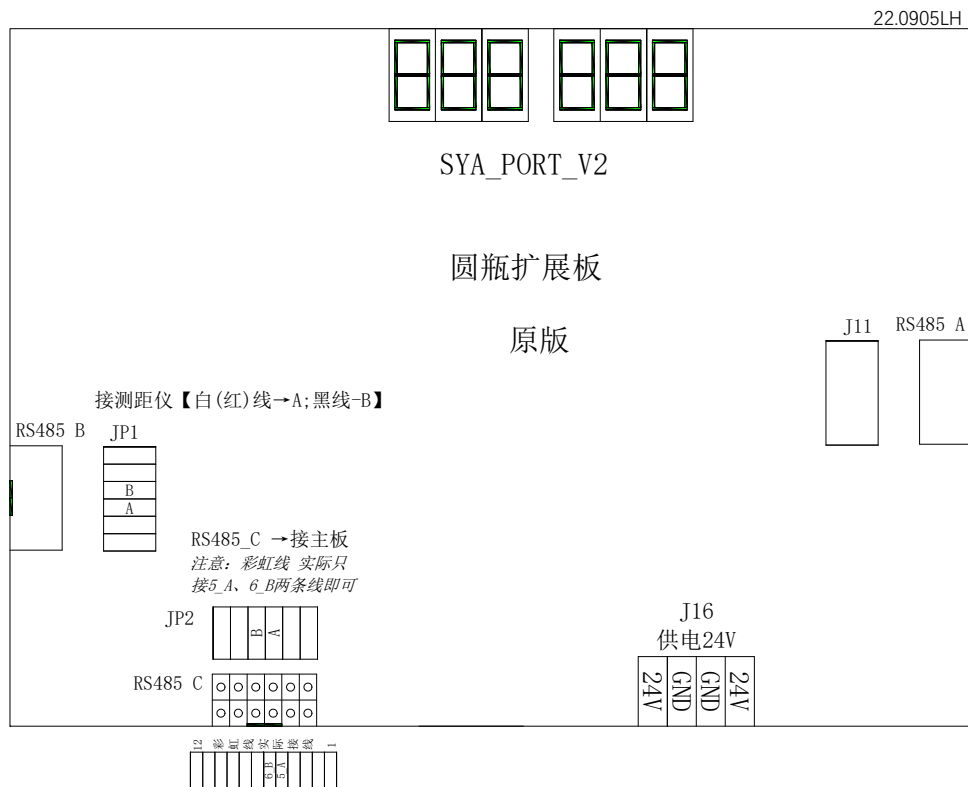 22.0905LH
SYA_PORT_V2
圆瓶扩展板
原版
J11
RS485 A
接测距仪【白(红)线→A;黑线-B】
RS485 B
JP1
B
A
RS485_C →接主板
注意: 彩虹线 实际只
接5_A、6_B两条线即可
JP2
B
A
J16
供电24V
RS485 C
24V
GND
GND
24V
12 彩虹线实际接线 1
6_B
5_A